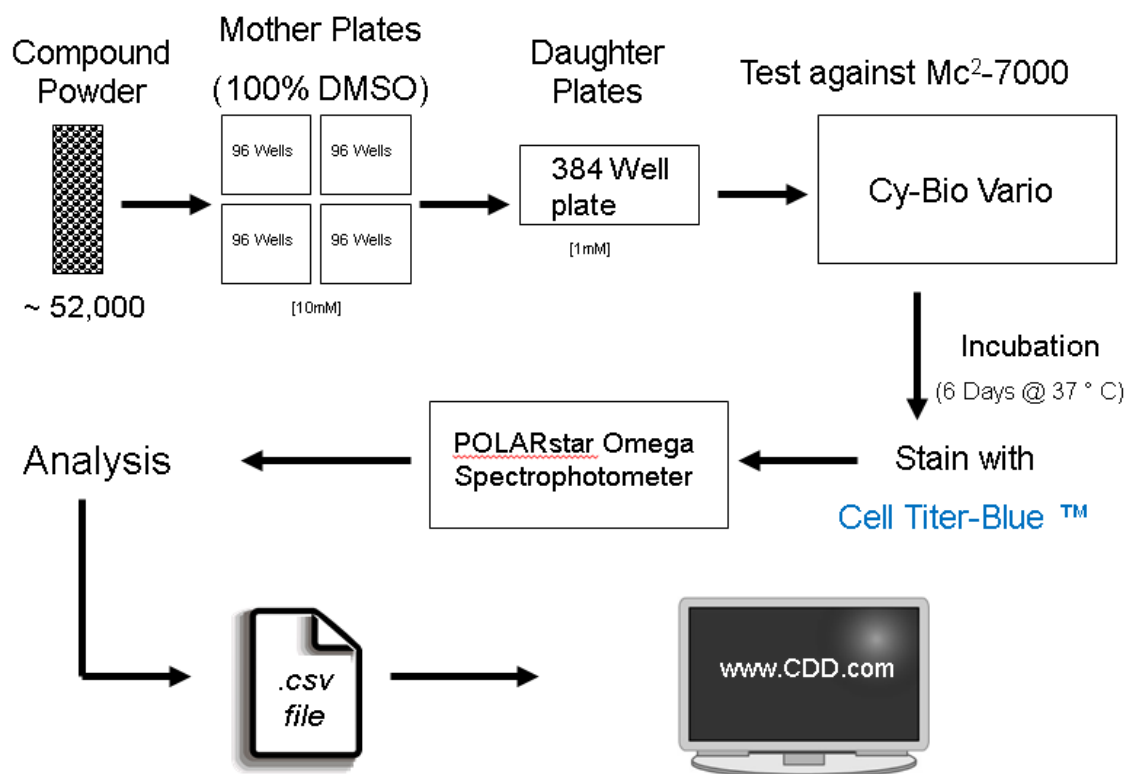 Compound
Powder
~ 52,000
Mother Plates
(100% DMSO)
96 Wells
96 Wells
96 Wells
96 Wells
[10mM]
Daughter
Plates
384 Well
plate
[1mM]
Test against Mc²-7000
Cy-Bio Vario
Incubation
(6 Days @ 37 ° C)
Stain with
Cell Titer-Blue ™
POLARstar Omega
Spectrophotometer
Analysis
.csv
file
www.CDD.com